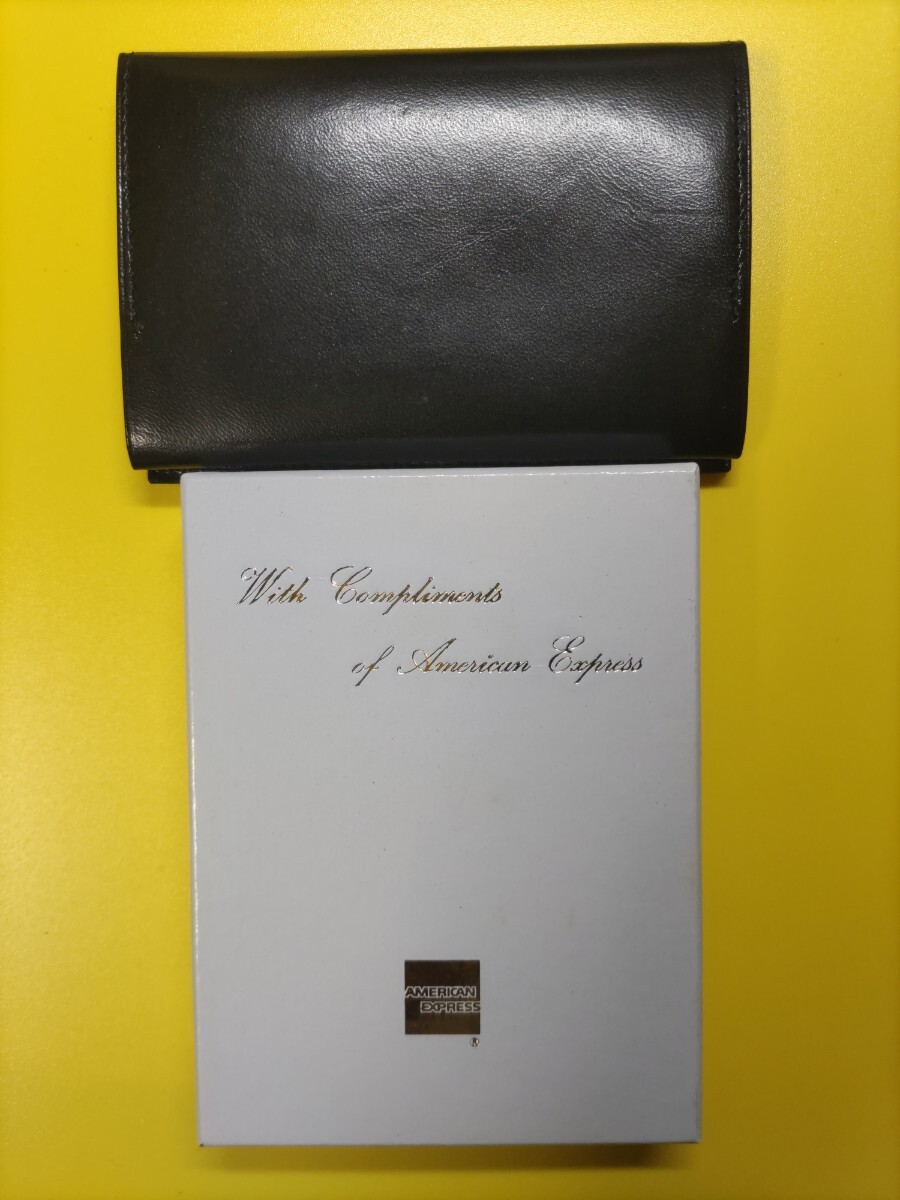 With Compliments
of American Express
AMERICAN
EXPRESS
®